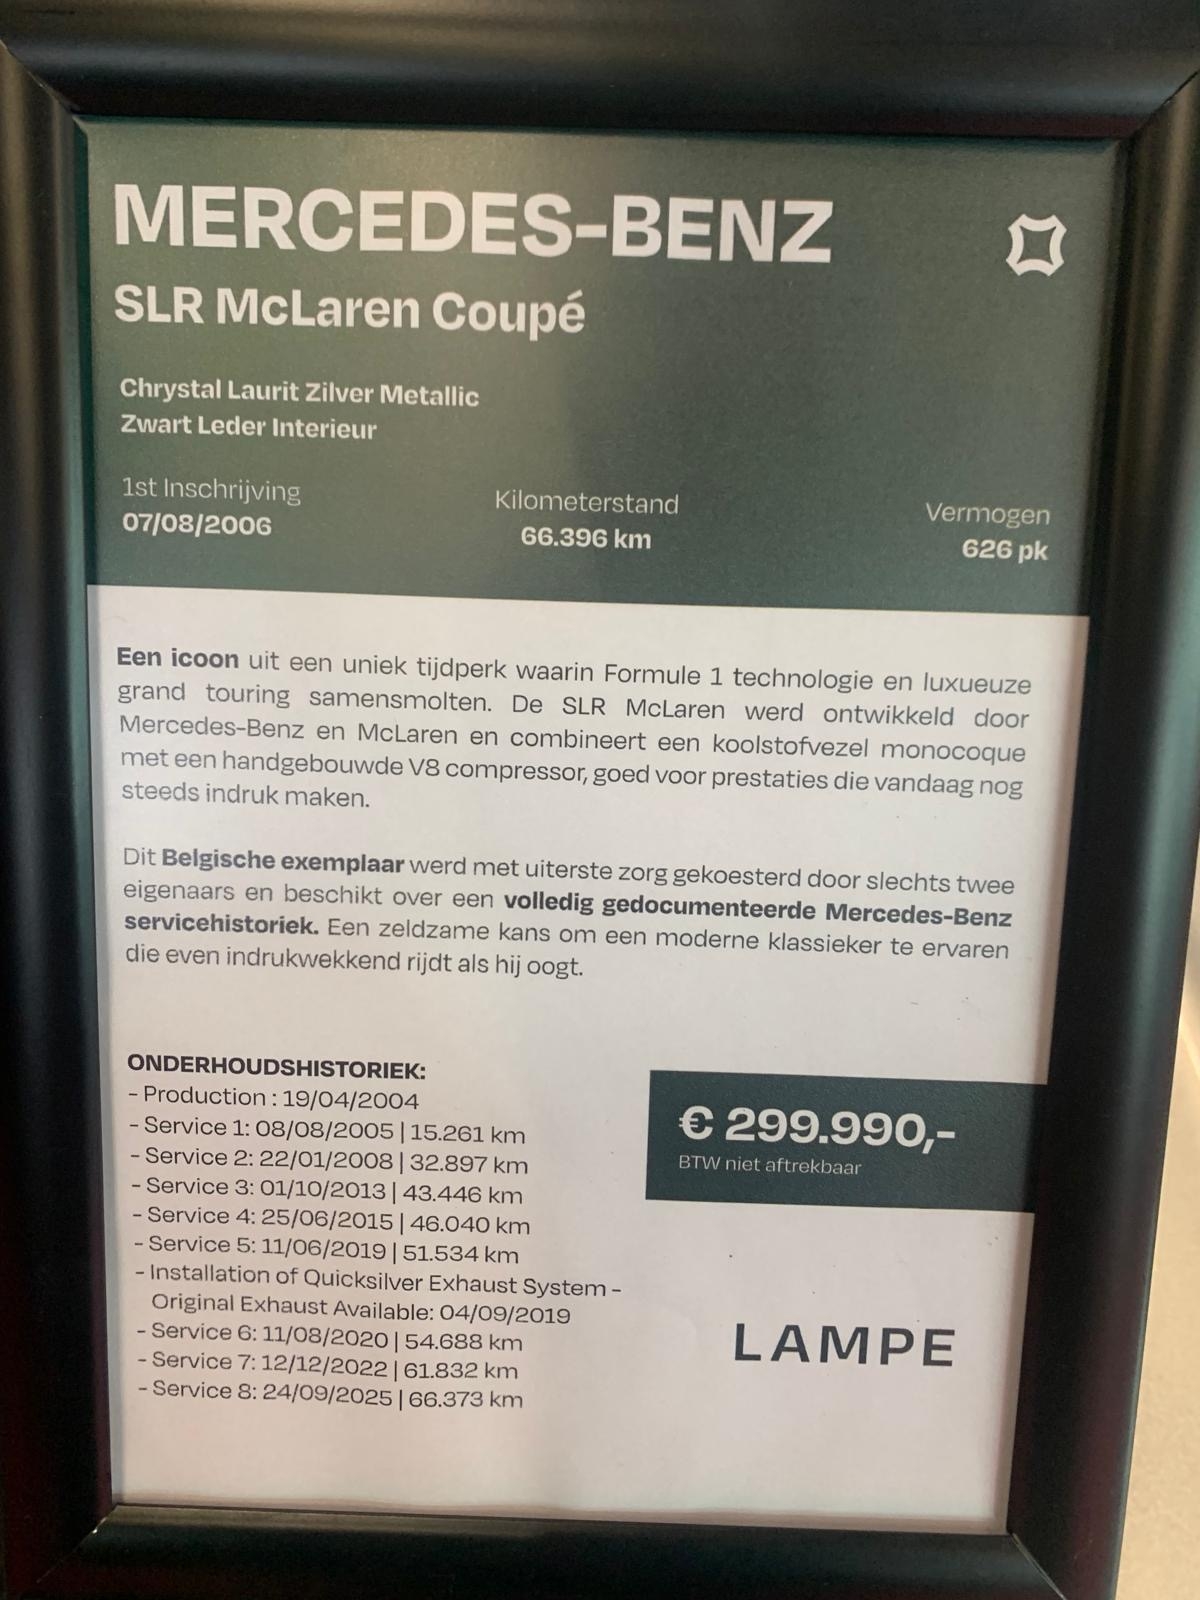 MERCEDES-BENZ
SLR McLaren Coupé
Chrystal Laurit Zilver Metallic
Zwart Leder Interieur
1st Inschrijving
07/08/2006
Kilometerstand
66.396 km
Vermogen
626 pk
Een icoon uit een uniek tijdperk waarin Formule 1 technologie en luxueuze
grand touring samensmolten. De SLR McLaren werd ontwikkeld door
Mercedes-Benz en McLaren en combineert een koolstofvezel monocoque
met een handgebouwde V8 compressor, goed voor prestaties die vandaag nog
steeds indruk maken.
Dit Belgische exemplaar werd met uiterste zorg gekoesterd door slechts twee
eigenaars en beschikt over een volledig gedocumenteerde Mercedes-Benz
servicehistoriek. Een zeldzame kans om een moderne klassieker te ervaren
die even indrukwekkend rijdt als hij oogt.
ONDERHOUDSHISTORIEK:
- Production : 19/04/2004
- Service 1: 08/08/2005 | 15.261 km
- Service 2: 22/01/2008 | 32.897 km
- Service 3: 01/10/2013 | 43.446 km
- Service 4: 25/06/2015 | 46.040 km
- Service 5: 11/06/2019 | 51.534 km
- Installation of Quicksilver Exhaust System -
Original Exhaust Available: 04/09/2019
- Service 6: 11/08/2020 | 54.688 km
- Service 7: 12/12/2022 | 61.832 km
- Service 8: 24/09/2025 | 66.373 km
€ 299.990,-
BTW niet aftrekbaar
LAMPE